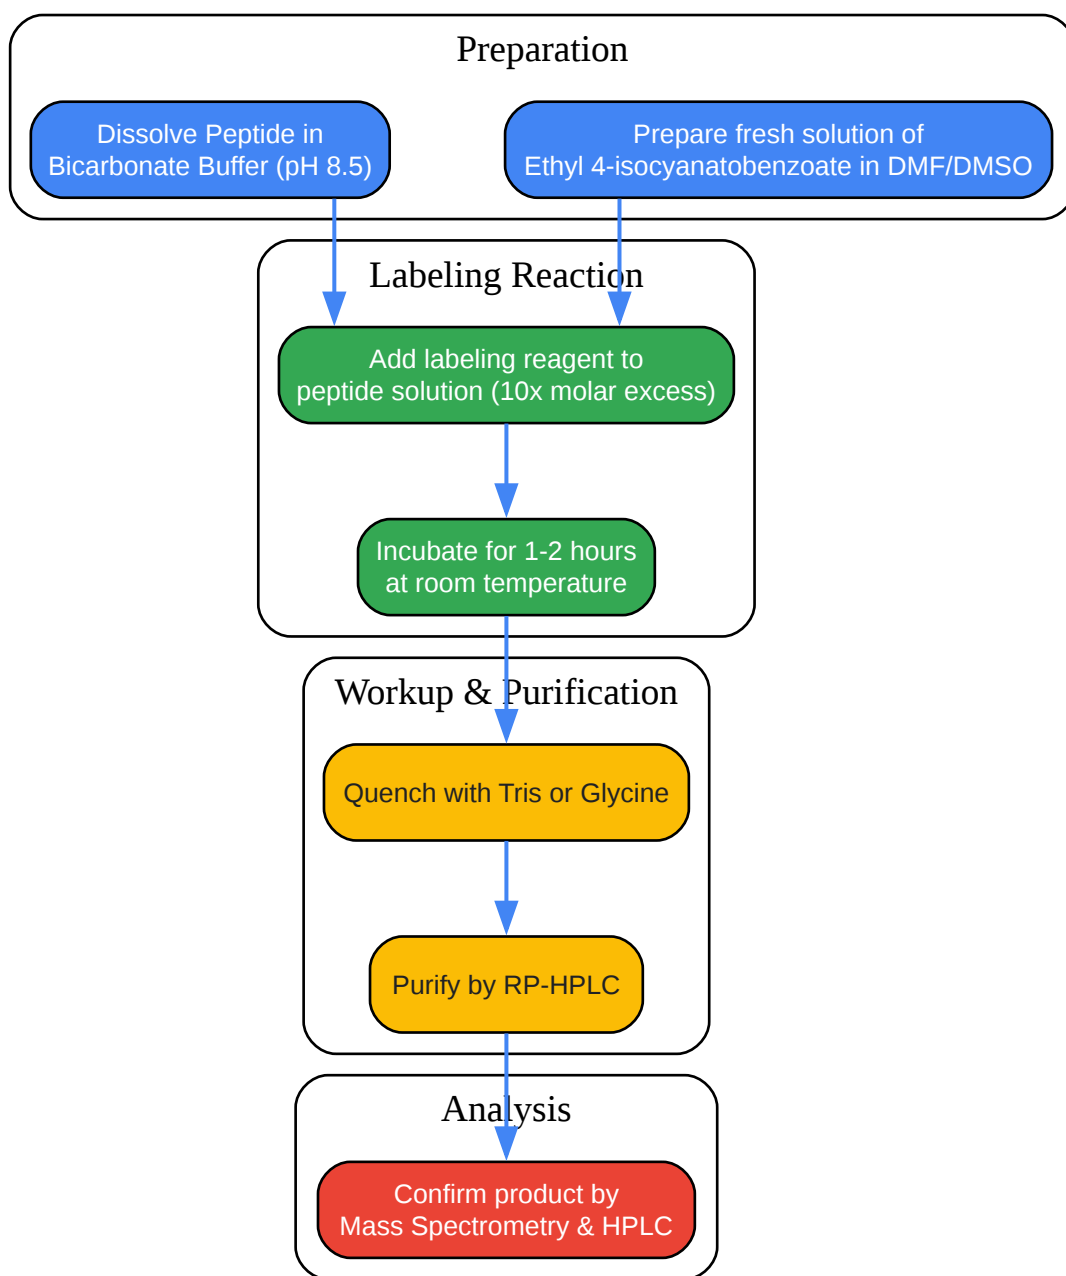 Preparation
Dissolve Peptide in
Bicarbonate Buffer (pH 8.5)
Prepare fresh solution of
Ethyl 4-isocyanatobenzoate in DMF/DMSO
Labeling Reaction
Add labeling reagent to
peptide solution (10x molar excess)
Incubate for 1-2 hours
at room temperature
Workup & Purification
Quench with Tris or Glycine
Purify by RP-HPLC
Analysis
Confirm product by
Mass Spectrometry & HPLC